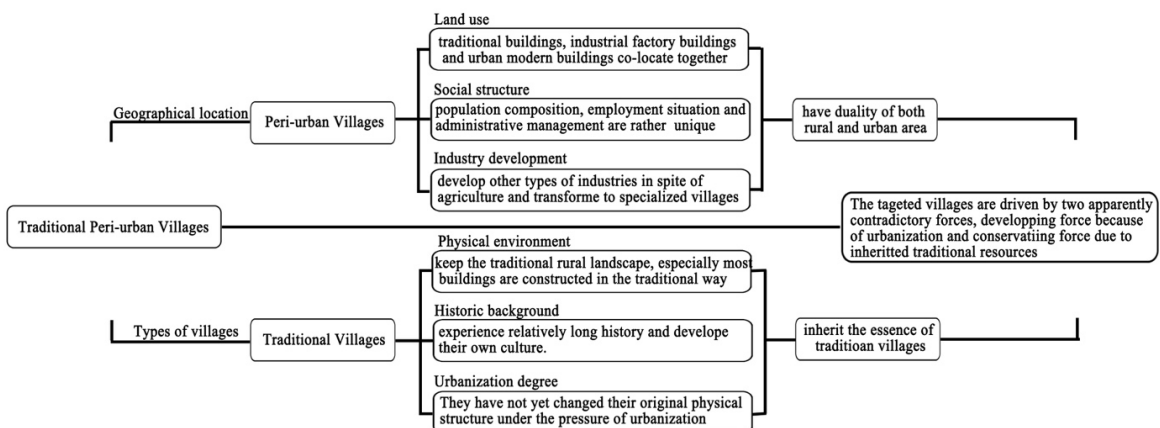 Land use
traditional buildings, industrial factory buildings
and urban modern buildings co-locate together
Social structure
population composition, employment situation and
administrative management are rather unique
Industry development
develop other types of industries in spite of
agriculture and transforme to specialized villages
Geographical location
Peri-urban Villages
have duality of both
rural and urban area
Traditional Peri-urban Villages
The tageted villages are driven by two apparently
contradictory forces, developping force because
of urbanization and conservatiing force due to
inheritted traditional resources
Physical environment
keep the traditional rural landscape, especially most
buildings are constructed in the traditional way
Historic background
experience relatively long history and develope
their own culture.
Urbanization degree
They have not yet changed their original physical
structure under the pressure of urbanization
Types of villages
Traditional Villages
inherit the essence of
traditioan villages